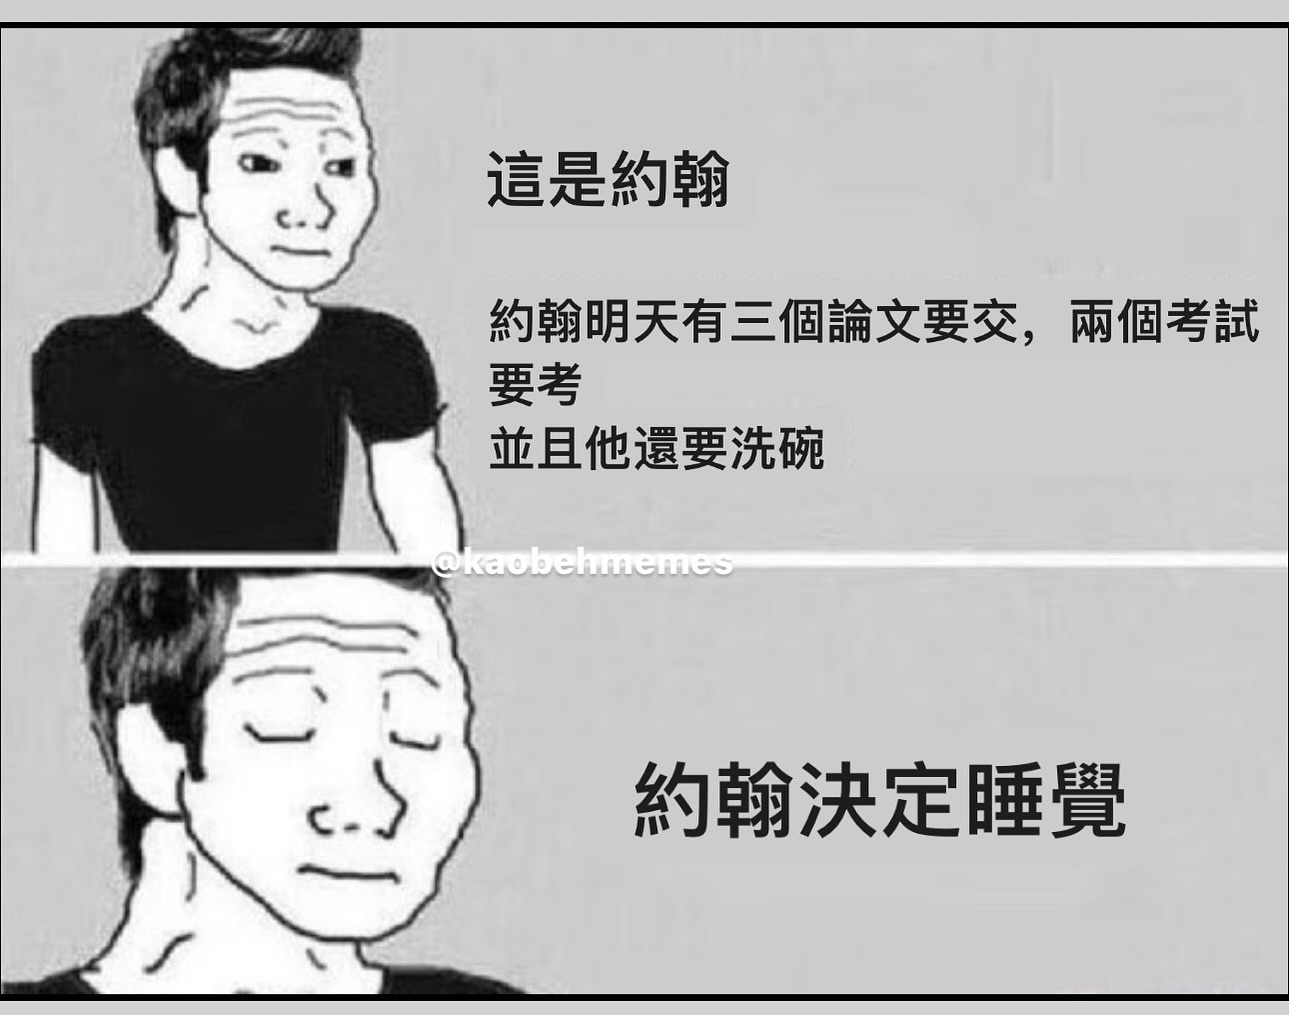 這是約翰
約翰明天有三個論文要交，兩個考試
要考
並且他還要洗碗
@kaobehmemes
約翰決定睡覺